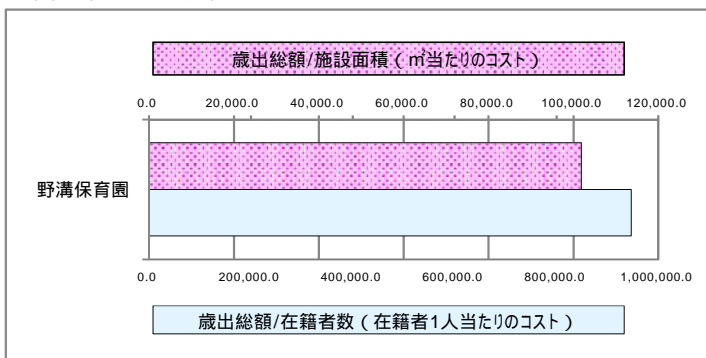 歳出総額/施設面積（㎡当たりのコスト）
0.0 20,000.0 40,000.0 60,000.0 80,000.0 100,000.0 120,000.0
野溝保育園
0.0 200,000.0 400,000.0 600,000.0 800,000.0 1,000,000.0
歳出総額/在籍者数（在籍者1人当たりのコスト）